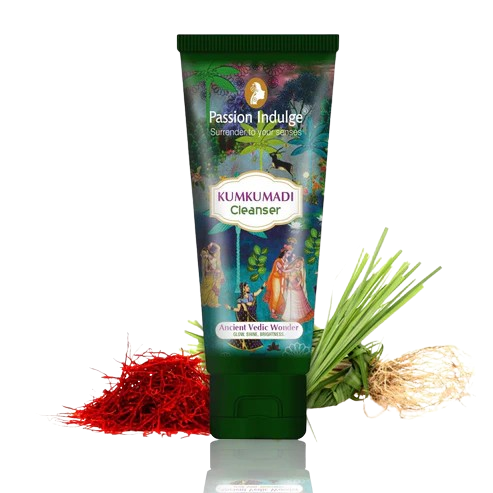 Passion Indulge
Surrender to your senses
KUMKUMADI
Cleanser
Ancient Vedic Wonder
GLOW. SHINE. BRIGHTNESS.